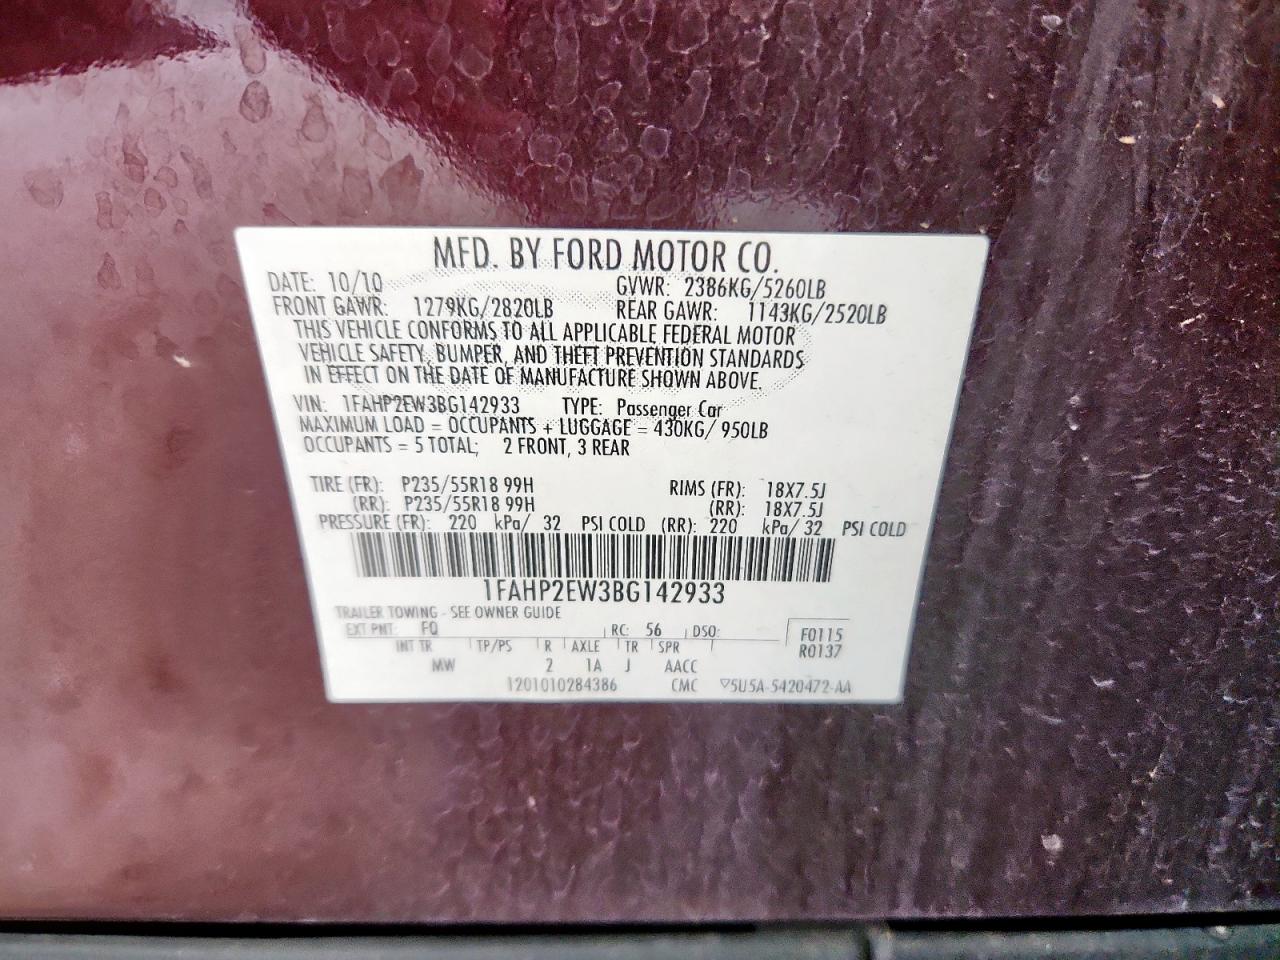 MFD. BY FORD MOTOR CO.
DATE: 10/10 GVWR: 2386KG/5260LB
FRONT GAWR: 1279KG/2820LB REAR GAWR: 1143KG/2520LB
THIS VEHICLE CONFORMS TO ALL APPLICABLE FEDERAL MOTOR
VEHICLE SAFETY, BUMPER, AND THEFT PREVENTION STANDARDS
IN EFFECT ON THE DATE OF MANUFACTURE SHOWN ABOVE.
VIN: 1FAHP2EW3BG142933 TYPE: Passenger Car
MAXIMUM LOAD = OCCUPANTS + LUGGAGE = 430KG/ 950LB
OCCUPANTS = 5 TOTAL; 2 FRONT, 3 REAR
TIRE (FR): P235/55R18 99H RIMS (FR): 18X7.5J
(RR): P235/55R18 99H (RR): 18X7.5J
PRESSURE (FR): 220 kPa/ 32 PSI COLD (RR): 220 kPa/ 32 PSI COLD
1FAHP2EW3BG142933
TRAILER TOWING - SEE OWNER GUIDE
EXT PNT: FQ RC: 56 DSO: F0115
INT TR TP/PS R AXLE TR SPR R0137
MW 2 1A J AACC
1201010284386 CMC ▽5U5A-5420472-AA